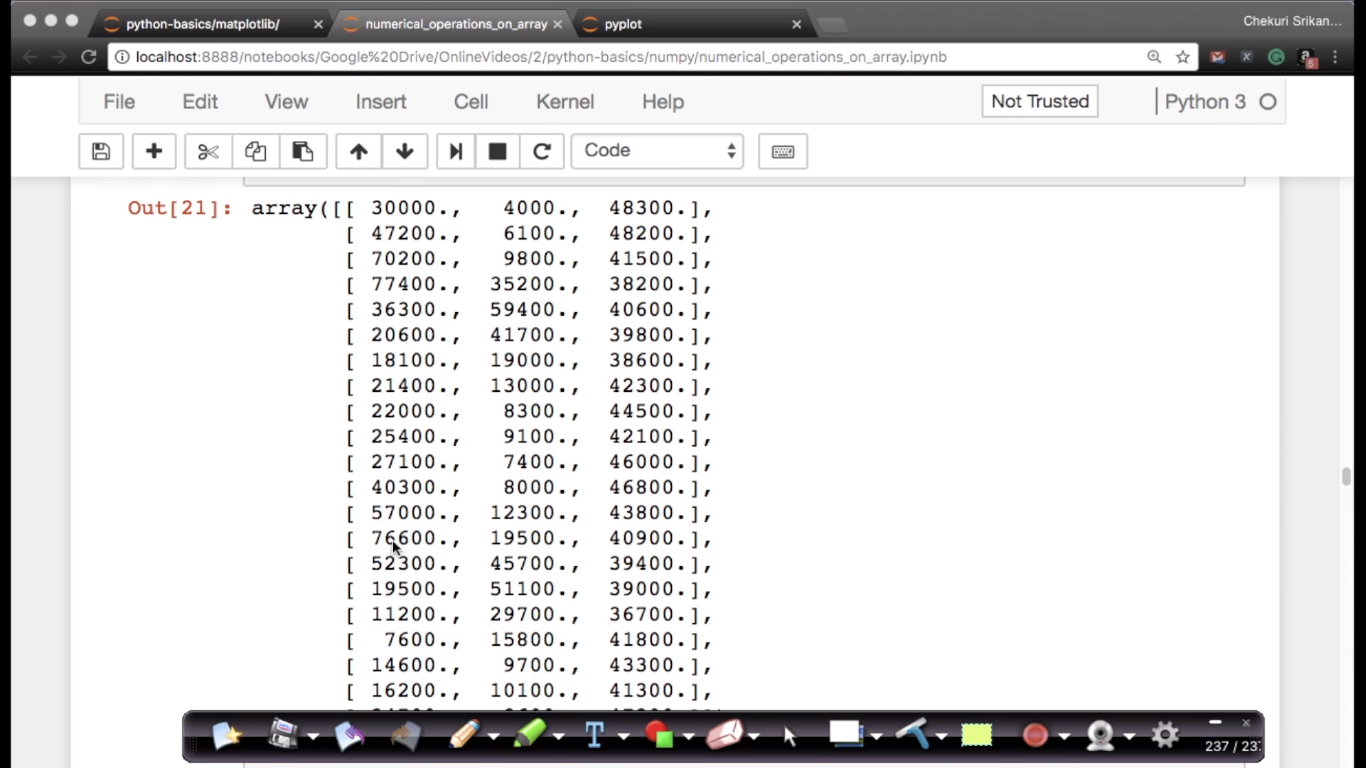 python-basics/matplotlib/ numerical_operations_on_array pyplot Chekuri Srikan...
localhost:8888/notebooks/Google%20Drive/OnlineVideos/2/python-basics/numpy/numerical_operations_on_array.ipynb
File Edit View Insert Cell Kernel Help Not Trusted Python 3
Code
Out[21]: array([[ 30000., 4000., 48300.],
[ 47200., 6100., 48200.],
[ 70200., 9800., 41500.],
[ 77400., 35200., 38200.],
[ 36300., 59400., 40600.],
[ 20600., 41700., 39800.],
[ 18100., 19000., 38600.],
[ 21400., 13000., 42300.],
[ 22000., 8300., 44500.],
[ 25400., 9100., 42100.],
[ 27100., 7400., 46000.],
[ 40300., 8000., 46800.],
[ 57000., 12300., 43800.],
[ 76600., 19500., 40900.],
[ 52300., 45700., 39400.],
[ 19500., 51100., 39000.],
[ 11200., 29700., 36700.],
[ 7600., 15800., 41800.],
[ 14600., 9700., 43300.],
[ 16200., 10100., 41300.],
T
237 / 23